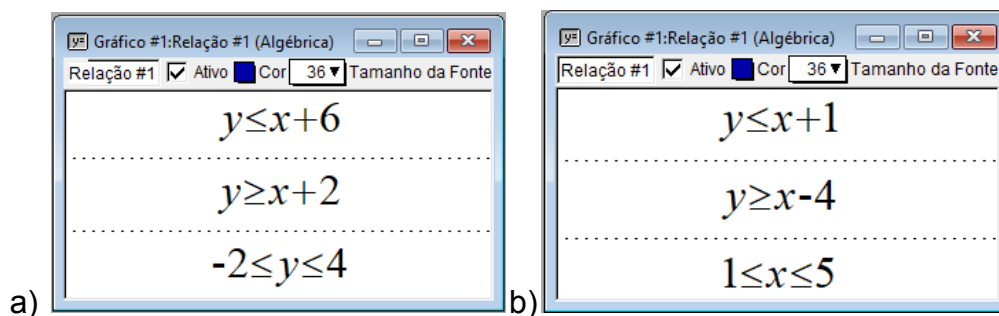 Gráfico #1:Relação #1 (Algébrica)
Relação #1 Ativo Cor 36 Tamanho da Fonte
y≤x+6
y≥x+2
-2≤y≤4
a)
Gráfico #1:Relação #1 (Algébrica)
Relação #1 Ativo Cor 36 Tamanho da Fonte
y≤x+1
y≥x-4
1≤x≤5
b)